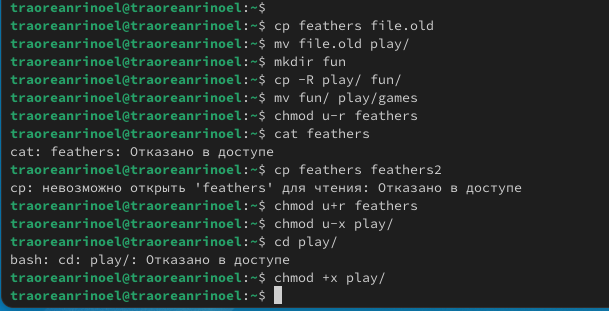 traoreanrinoel@traoreanrinoel:~$
traoreanrinoel@traoreanrinoel:~$ cp feathers file.old
traoreanrinoel@traoreanrinoel:~$ mv file.old play/
traoreanrinoel@traoreanrinoel:~$ mkdir fun
traoreanrinoel@traoreanrinoel:~$ cp -R play/ fun/
traoreanrinoel@traoreanrinoel:~$ mv fun/ play/games
traoreanrinoel@traoreanrinoel:~$ chmod u-r feathers
traoreanrinoel@traoreanrinoel:~$ cat feathers
cat: feathers: Отказано в доступе
traoreanrinoel@traoreanrinoel:~$ cp feathers feathers2
cp: невозможно открыть 'feathers' для чтения: Отказано в доступе
traoreanrinoel@traoreanrinoel:~$ chmod u+r feathers
traoreanrinoel@traoreanrinoel:~$ chmod u-x play/
traoreanrinoel@traoreanrinoel:~$ cd play/
bash: cd: play/: Отказано в доступе
traoreanrinoel@traoreanrinoel:~$ chmod +x play/
traoreanrinoel@traoreanrinoel:~$